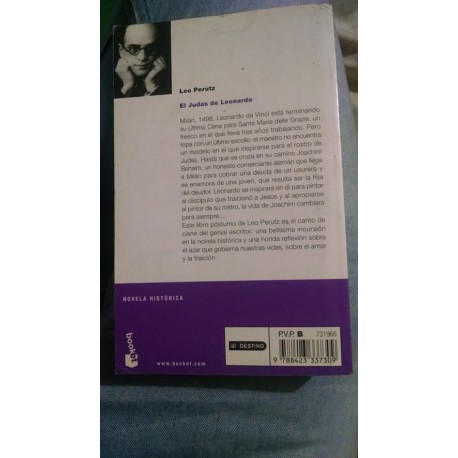 Leo Perutz
El Judas de Leonardo
Milán, 1498. Leonardo da Vinci está terminando
su Última Cena para Santa Maria delle Grazie, un
fresco en el que lleva tres años trabajando. Pero
topa con un último escollo: el maestro no encuentra
un modelo en el que inspirarse para el rostro de
Judas. Hasta que se cruza en su camino Joachim
Behaim, un honesto comerciante alemán que llega
a Milán para cobrar una deuda de un usurero y
se enamora de una joven, que resulta ser la hija
del deudor. Leonardo se inspirará en él para pintar
al discípulo que traicionó a Jesús y al apropiarse
el pintor de su rostro, la vida de Joachim cambiará
para siempre...
Este libro póstumo de Leo Perutz es el canto de
cisne del genial escritor: una bellísima incursión
en la novela histórica y una honda reflexión sobre
el azar que gobierna nuestras vidas, sobre el amor
y la traición.
NOVELA HISTÓRICA
booket
www.booket.com
DESTINO
P.V.P. B
731966
9 788423 337309